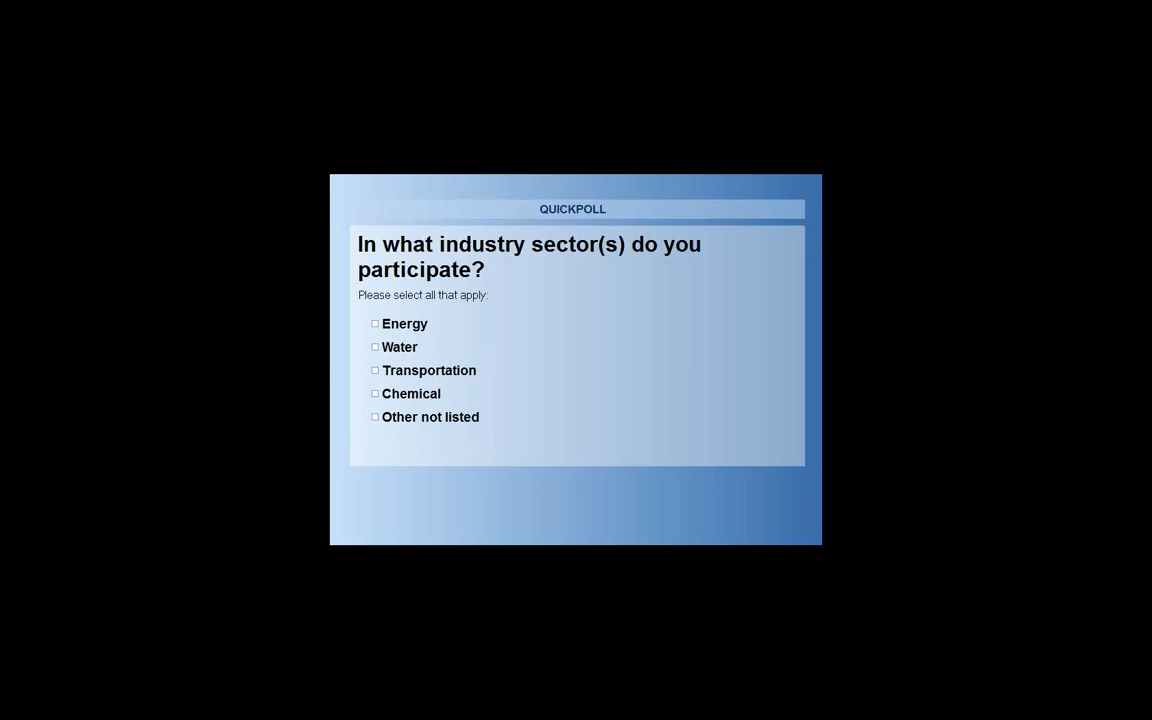 QUICKPOLL
In what industry sector(s) do you
participate?
Please select all that apply:
Energy
Water
Transportation
Chemical
Other not listed